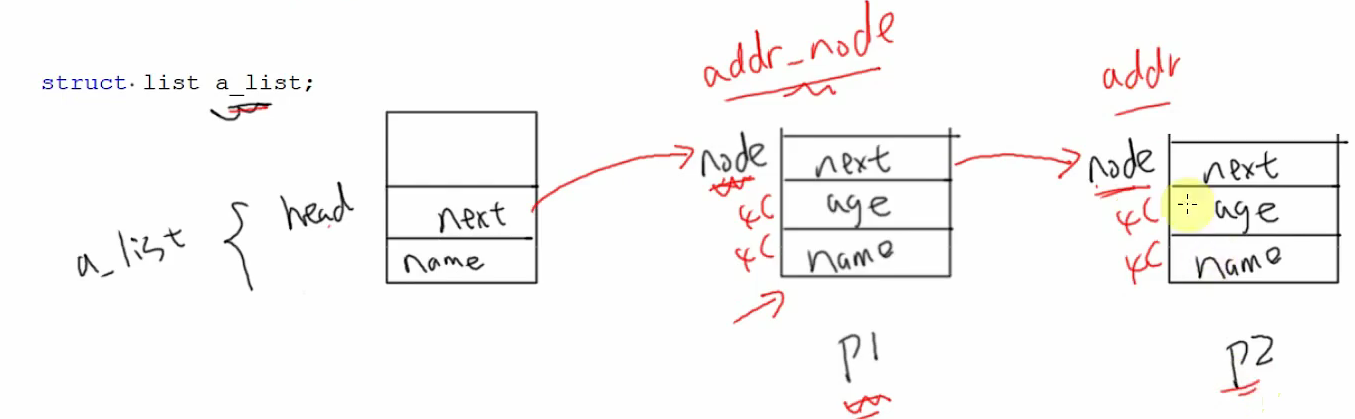 struct list a_list;
addr_node
addr
node
next
node
next
a_list
head
next
4C
age
4C
age
name
4C
name
4C
name
p1
p2